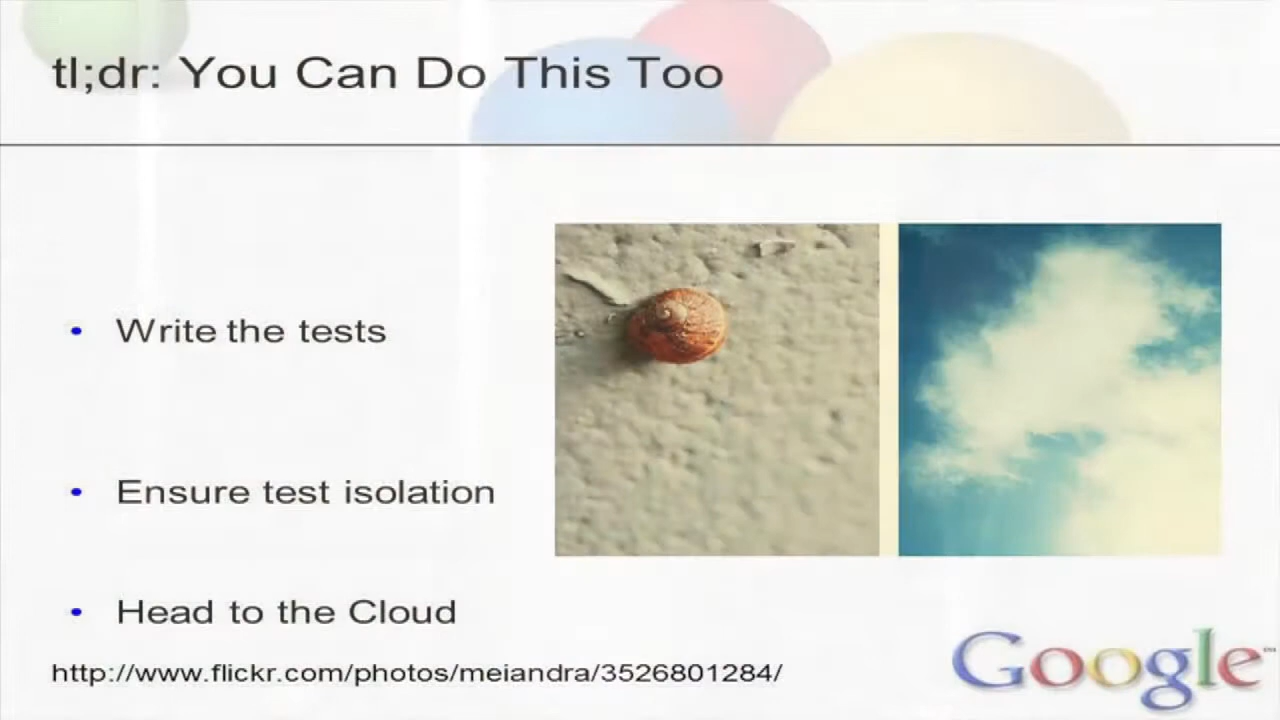 tl;dr: You Can Do This Too
• Write the tests
• Ensure test isolation
• Head to the Cloud
http://www.flickr.com/photos/meiandra/3526801284/
Google